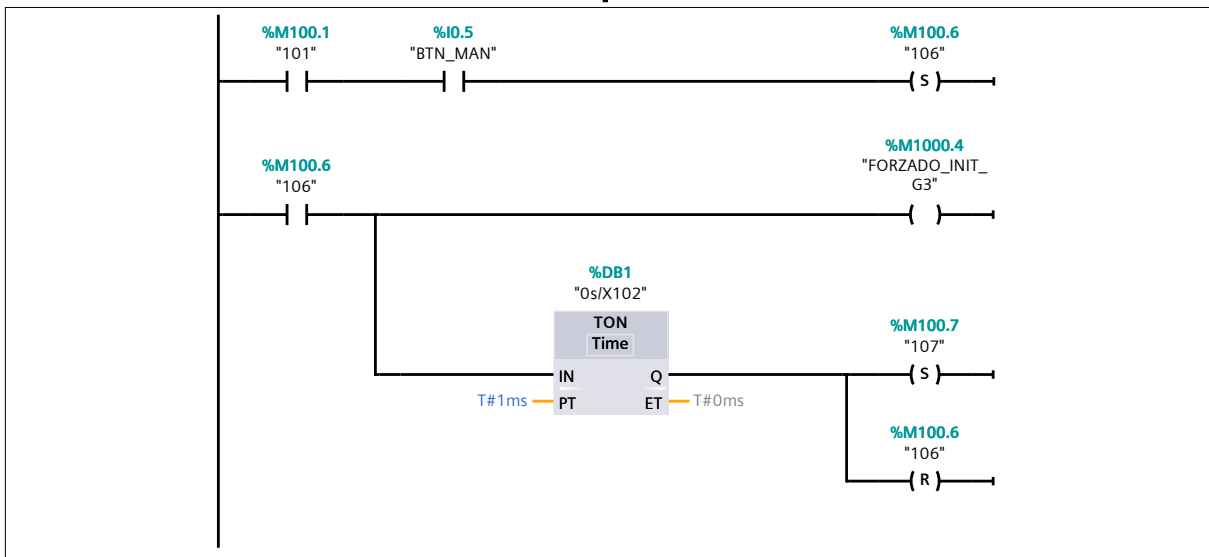 %M100.1 %I0.5 %M100.6
"101" "BTN_MAN" "106"
( S )
%M1000.4
%M100.6 "FORZADO_INIT_
"106" G3"
%DB1
"0s/X102"
TON
Time
%M100.7
"107"
IN Q ( S )
T#1ms PT ET T#0ms
%M100.6
"106"
( R )